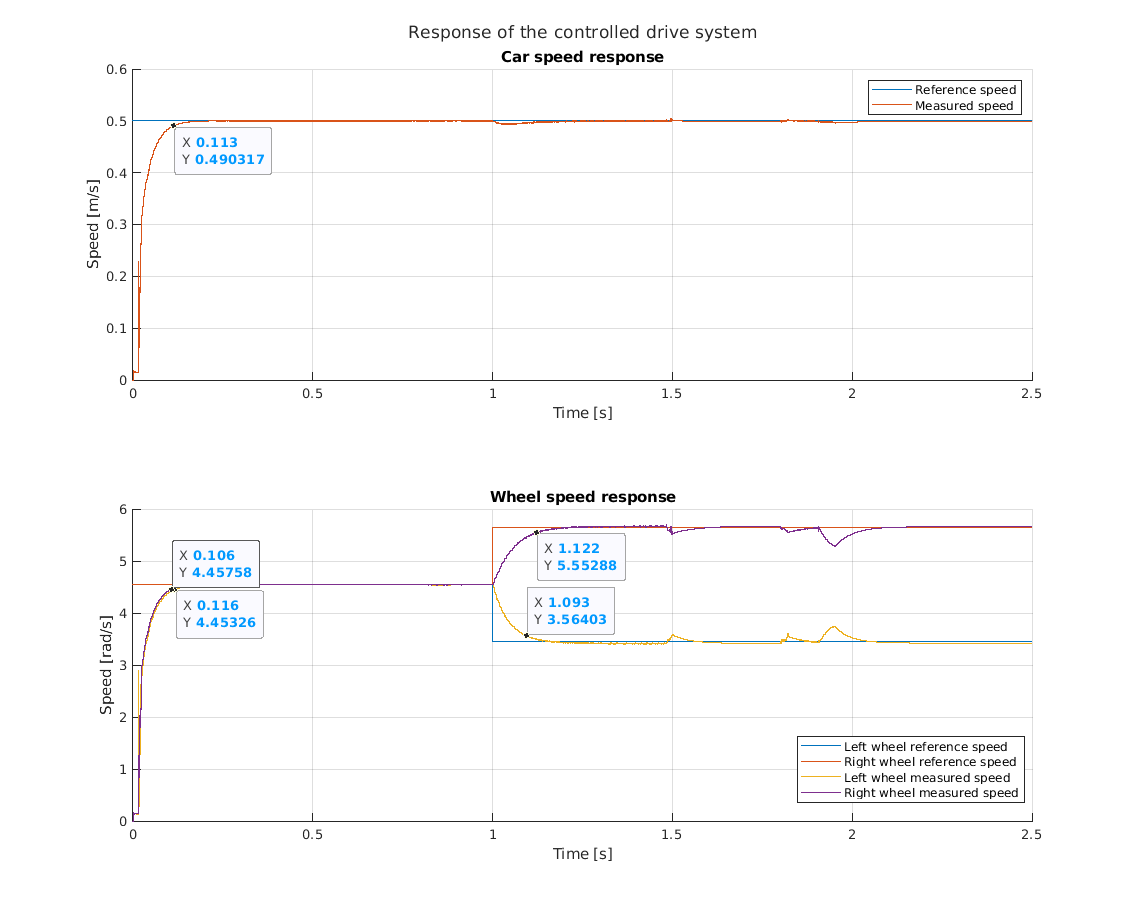 Response of the controlled drive system
Car speed response
0.6
0.5
0.4
0.3
0.2
0.1
0
Speed [m/s]
Reference speed
Measured speed
X 0.113
Y 0.490317
0
0.5
1
1.5
2
2.5
Time [s]
Wheel speed response
6
5
4
3
2
1
0
Speed [rad/s]
X 0.106
Y 4.45758
X 0.116
Y 4.45326
X 1.122
Y 5.55288
X 1.093
Y 3.56403
Left wheel reference speed
Right wheel reference speed
Left wheel measured speed
Right wheel measured speed
0
0.5
1
1.5
2
2.5
Time [s]